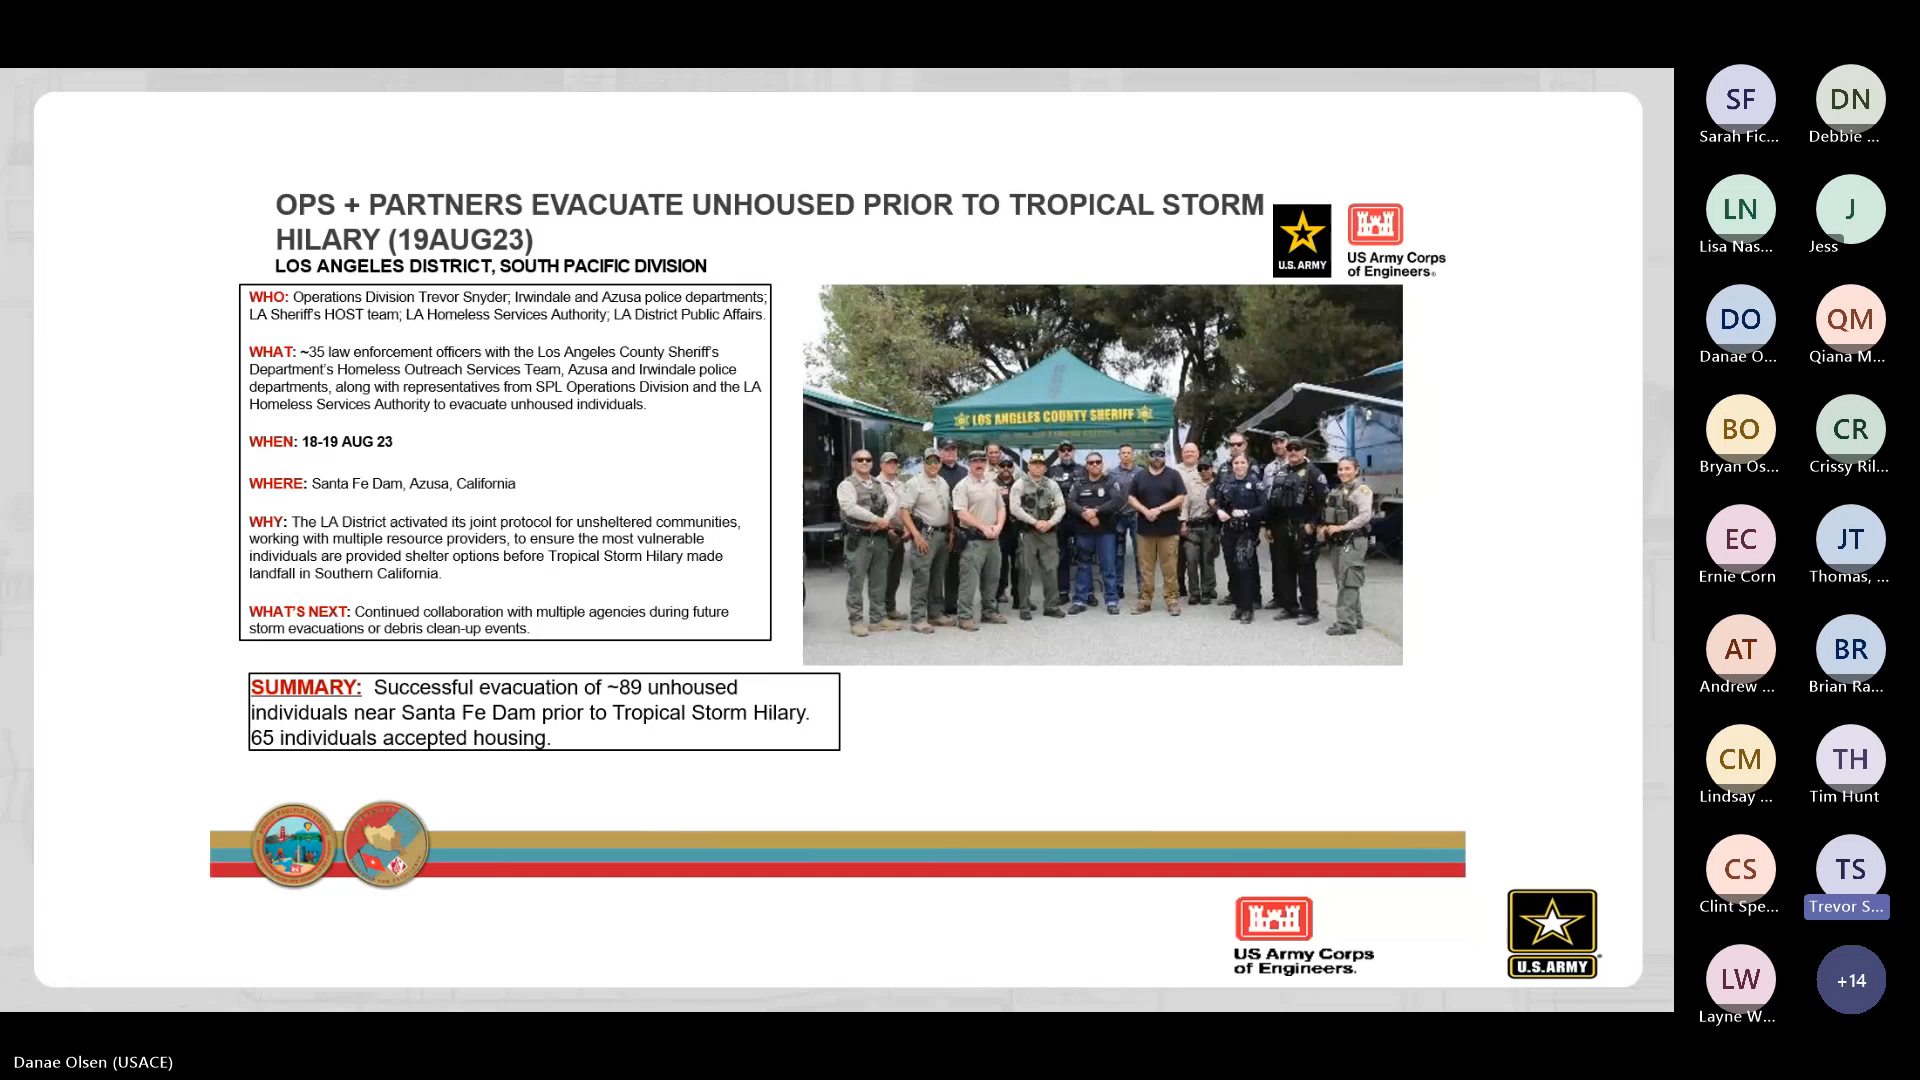 OPS + PARTNERS EVACUATE UNHOUSED PRIOR TO TROPICAL STORM
HILARY (19AUG23)
LOS ANGELES DISTRICT, SOUTH PACIFIC DIVISION
U.S. ARMY
US Army Corps
of Engineers®
WHO: Operations Division Trevor Snyder; Irwindale and Azusa police departments;
LA Sheriff's HOST team; LA Homeless Services Authority; LA District Public Affairs.
WHAT: ~35 law enforcement officers with the Los Angeles County Sheriff's
Department's Homeless Outreach Services Team, Azusa and Irwindale police
departments, along with representatives from SPL Operations Division and the LA
Homeless Services Authority to evacuate unhoused individuals.
WHEN: 18-19 AUG 23
WHERE: Santa Fe Dam, Azusa, California
WHY: The LA District activated its joint protocol for unsheltered communities,
working with multiple resource providers, to ensure the most vulnerable
individuals are provided shelter options before Tropical Storm Hilary made
landfall in Southern California.
WHAT'S NEXT: Continued collaboration with multiple agencies during future
storm evacuations or debris clean-up events.
LOS ANGELES COUNTY SHERIFF
SUMMARY: Successful evacuation of ~89 unhoused
individuals near Santa Fe Dam prior to Tropical Storm Hilary.
65 individuals accepted housing.
US Army Corps
of Engineers.
U.S.ARMY
SF
Sarah Fic...
DN
Debbie ...
LN
Lisa Nas...
J
Jess
DO
Danae O...
QM
Qiana M...
BO
Bryan Os...
CR
Crissy Ril...
EC
Ernie Corn
JT
Thomas, ...
AT
Andrew ...
BR
Brian Ra...
CM
Lindsay ...
TH
Tim Hunt
CS
Clint Spe...
TS
Trevor S...
LW
Layne W...
+14
Danae Olsen (USACE)